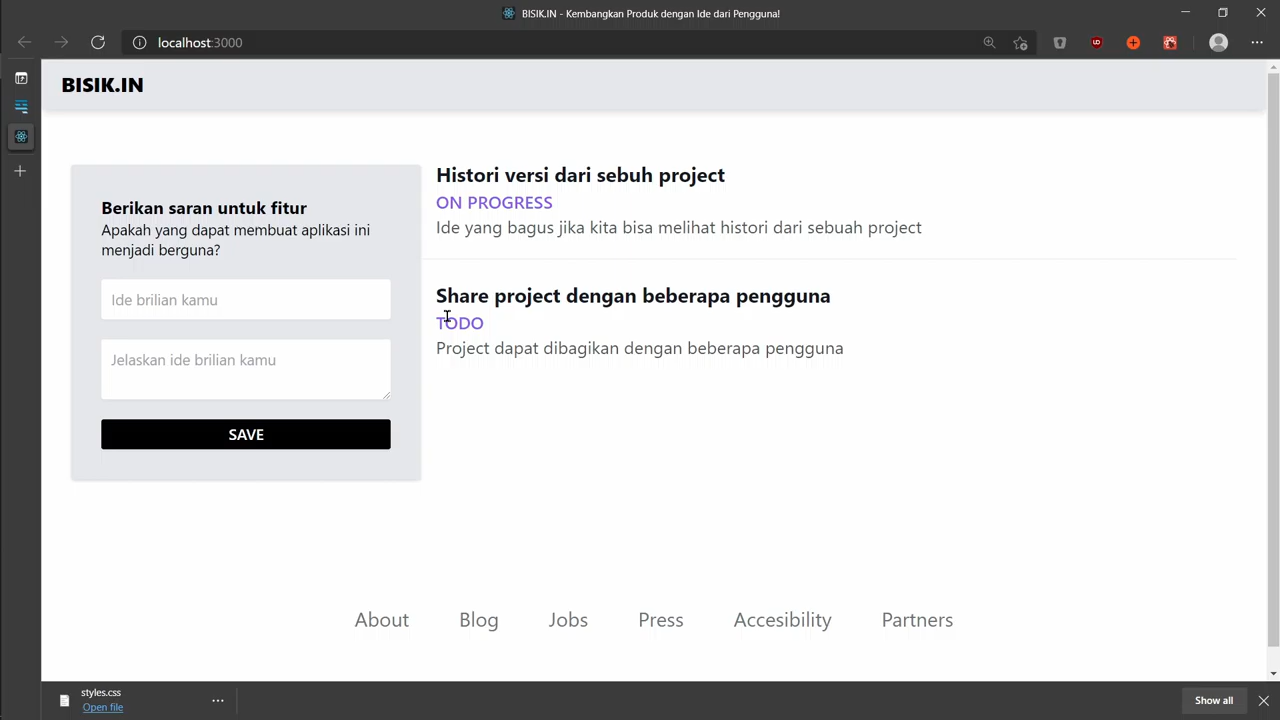 BISIK.IN - Kembangkan Produk dengan Ide dari Pengguna!
localhost:3000
BISIK.IN
Berikan saran untuk fitur
Apakah yang dapat membuat aplikasi ini
menjadi berguna?
Ide brilian kamu
Jelaskan ide brilian kamu
SAVE
Histori versi dari sebuh project
ON PROGRESS
Ide yang bagus jika kita bisa melihat histori dari sebuah project
Share project dengan beberapa pengguna
TODO
Project dapat dibagikan dengan beberapa pengguna
About Blog Jobs Press Accesibility Partners
styles.css
Open file
Show all